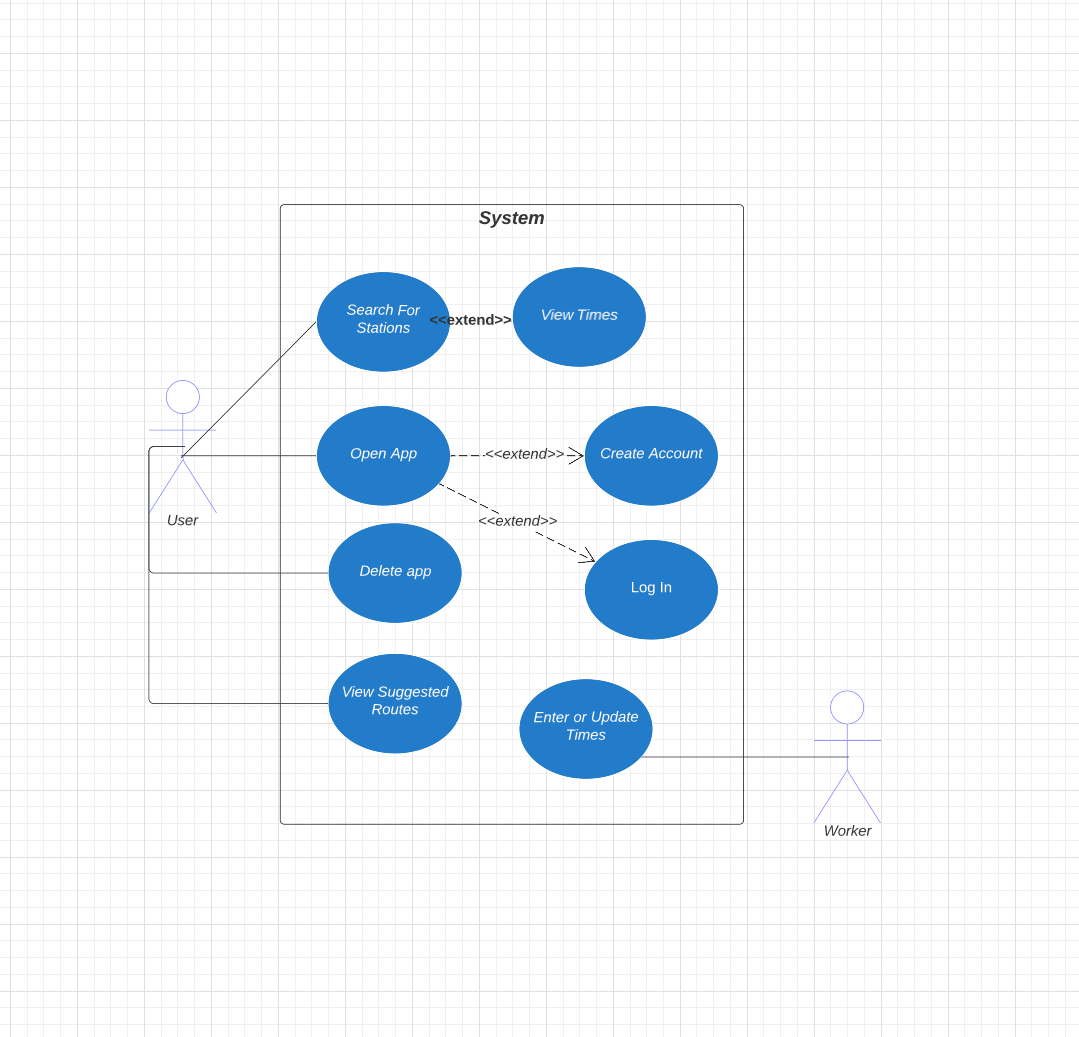 System
Search For
Stations
<<extend>>
View Times
Open App
<<extend>>
Create Account
User
<<extend>>
Delete app
Log In
View Suggested
Routes
Enter or Update
Times
Worker